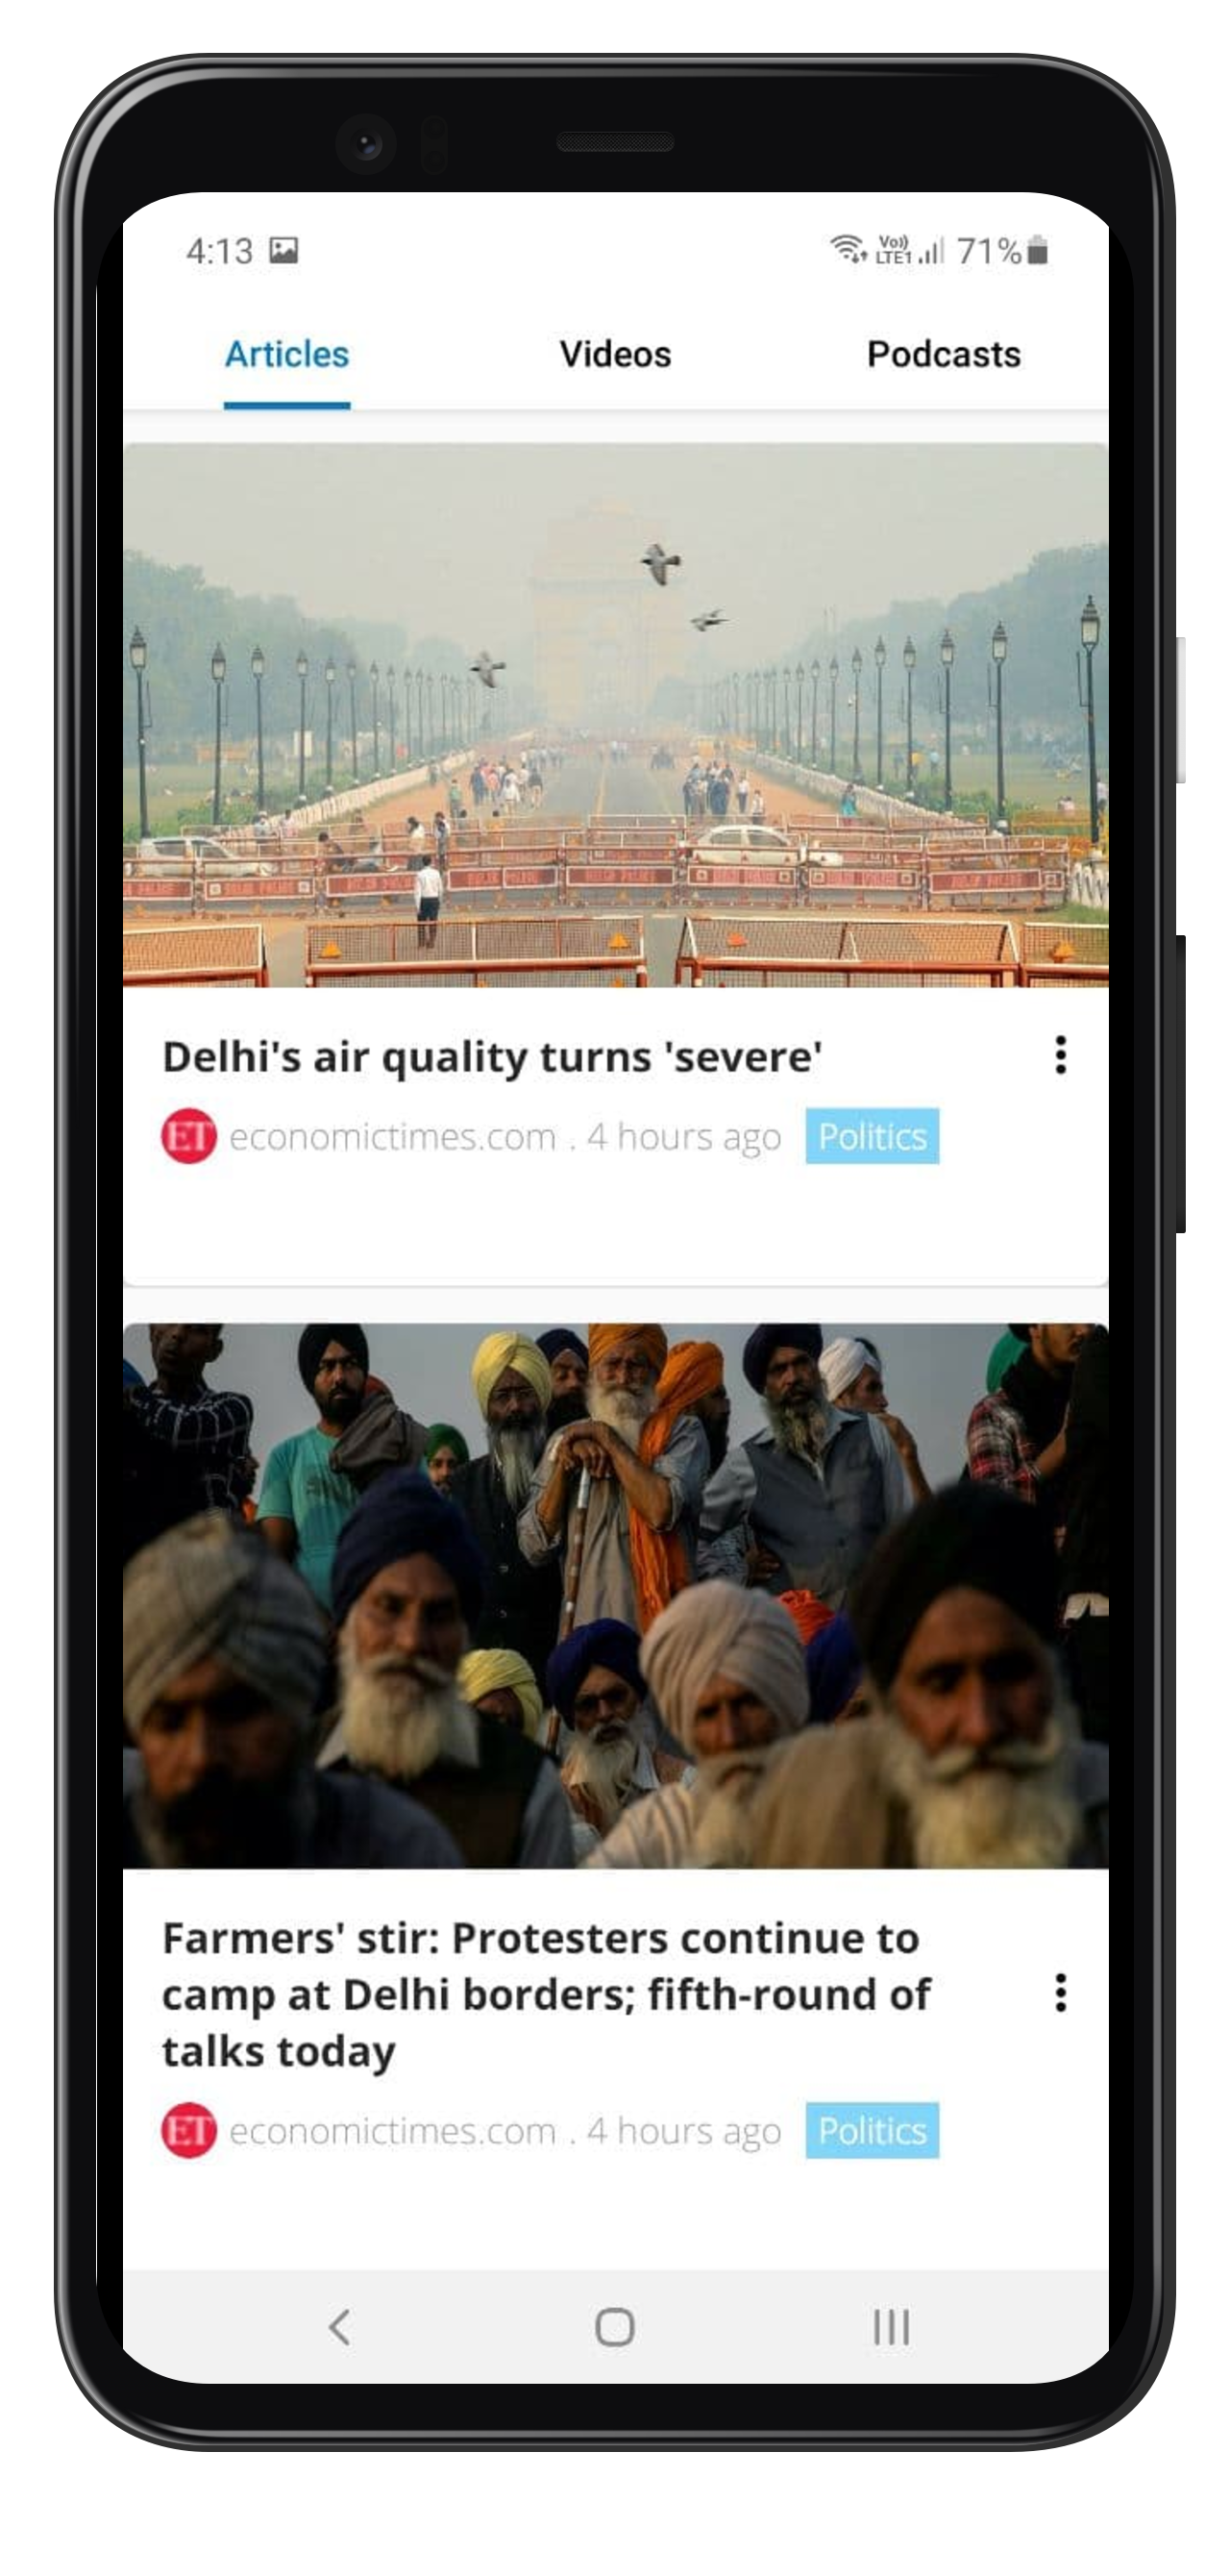 4:13
Vo)) LTE1 71%
Articles Videos Podcasts
Delhi's air quality turns 'severe'
ET economictimes.com . 4 hours ago Politics
Farmers' stir: Protesters continue to
camp at Delhi borders; fifth-round of
talks today
ET economictimes.com . 4 hours ago Politics